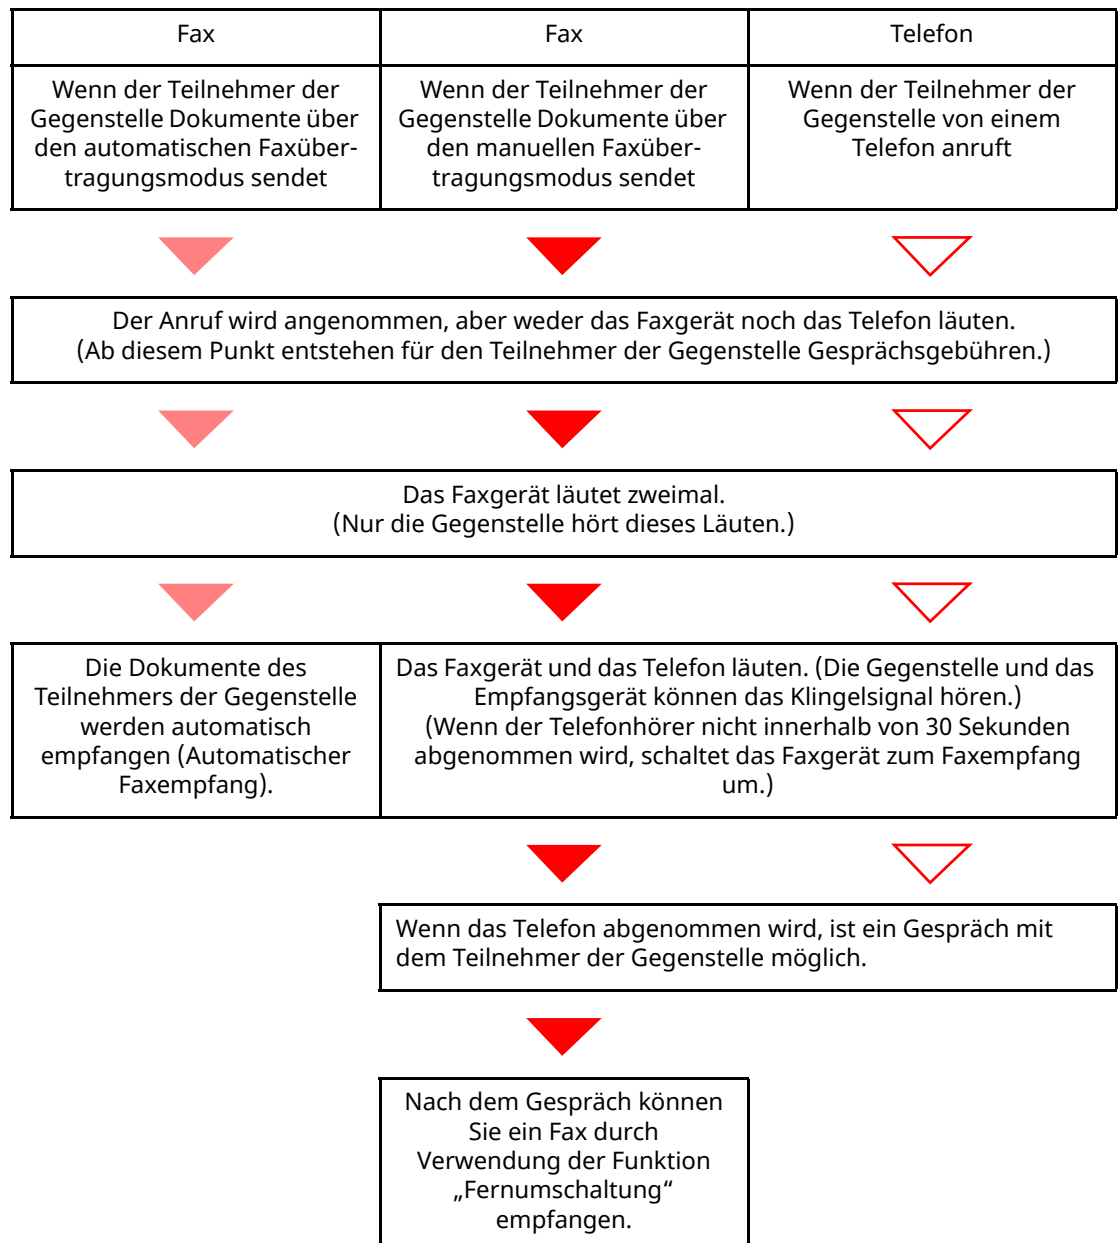 Fax
Fax
Telefon
Wenn der Teilnehmer der
Gegenstelle Dokumente über
den automatischen Faxüber-
tragungsmodus sendet
Wenn der Teilnehmer der
Gegenstelle Dokumente über
den manuellen Faxüber-
tragungsmodus sendet
Wenn der Teilnehmer der
Gegenstelle von einem
Telefon anruft
Der Anruf wird angenommen, aber weder das Faxgerät noch das Telefon läuten.
(Ab diesem Punkt entstehen für den Teilnehmer der Gegenstelle Gesprächsgebühren.)
Das Faxgerät läutet zweimal.
(Nur die Gegenstelle hört dieses Läuten.)
Die Dokumente des
Teilnehmers der Gegenstelle
werden automatisch
empfangen (Automatischer
Faxempfang).
Das Faxgerät und das Telefon läuten. (Die Gegenstelle und das
Empfangsgerät können das Klingelsignal hören.)
(Wenn der Telefonhörer nicht innerhalb von 30 Sekunden
abgenommen wird, schaltet das Faxgerät zum Faxempfang
um.)
Wenn das Telefon abgenommen wird, ist ein Gespräch mit
dem Teilnehmer der Gegenstelle möglich.
Nach dem Gespräch können
Sie ein Fax durch
Verwendung der Funktion
„Fernumschaltung“
empfangen.